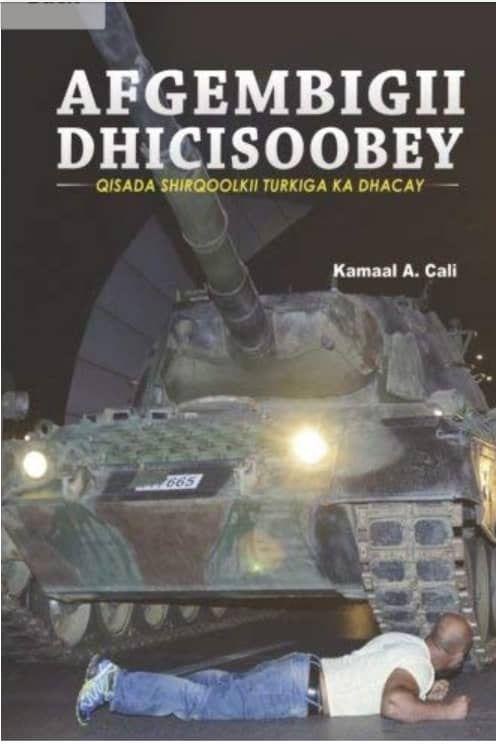 AFGEMBIGII
DHICISOOBEY
QISADA SHIRQOOLKII TURKIGA KA DHACAY
Kamaal A. Cali
665